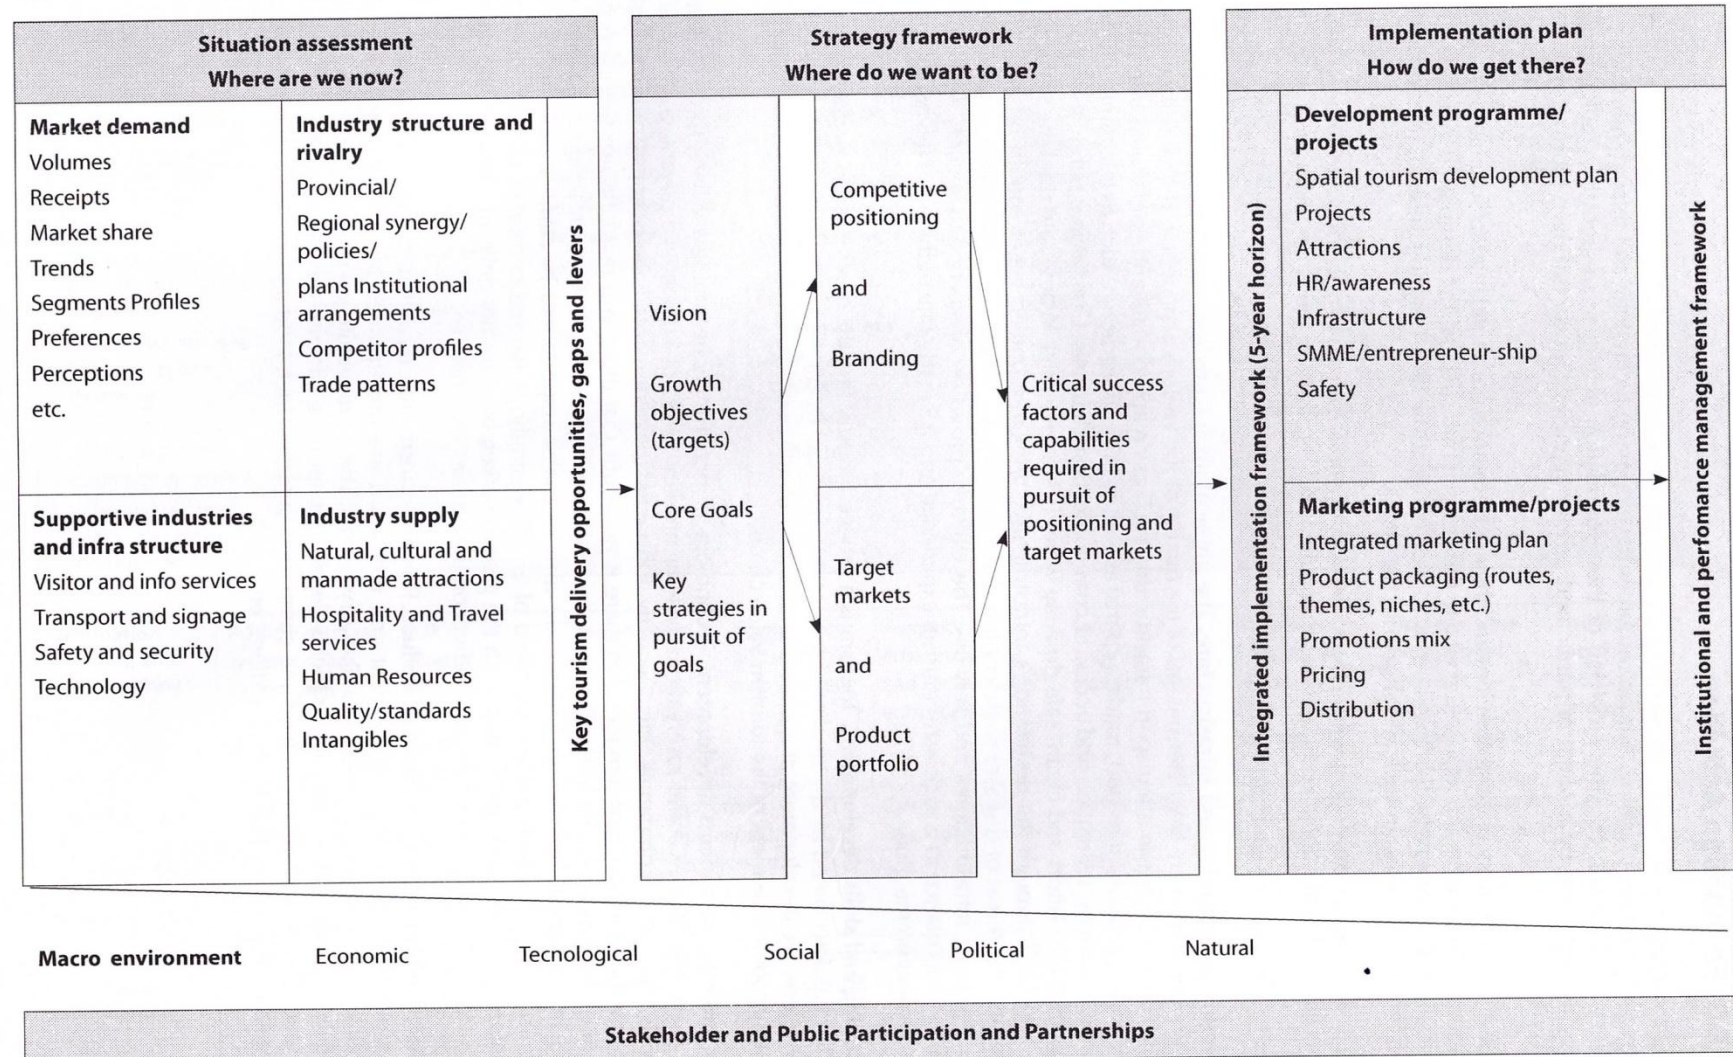 Situation assessment
Where are we now?
Market demand
Volumes
Receipts
Market share
Trends
Segments Profiles
Preferences
Perceptions
etc.
Industry structure and
rivalry
Provincial/
Regional synergy/
policies/
plans Institutional
arrangements
Competitor profiles
Trade patterns
Supportive industries
and infra structure
Visitor and info services
Transport and signage
Safety and security
Technology
Industry supply
Natural, cultural and
manmade attractions
Hospitality and Travel
services
Human Resources
Quality/standards
Intangibles
Key tourism delivery opportunities, gaps and levers
Strategy framework
Where do we want to be?
Vision
Growth
objectives
(targets)
Core Goals
Key
strategies in
pursuit of
goals
Competitive
positioning
and
Branding
Target
markets
and
Product
portfolio
Critical success
factors and
capabilities
required in
pursuit of
positioning and
target markets
Implementation plan
How do we get there?
Integrated implementation framework (5-year horizon)
Development programme/
projects
Spatial tourism development plan
Projects
Attractions
HR/awareness
Infrastructure
SMME/entrepreneur-ship
Safety
Marketing programme/projects
Integrated marketing plan
Product packaging (routes,
themes, niches, etc.)
Promotions mix
Pricing
Distribution
Institutional and perfomance management framework
Macro environment Economic Tecnological Social Political Natural
Stakeholder and Public Participation and Partnerships